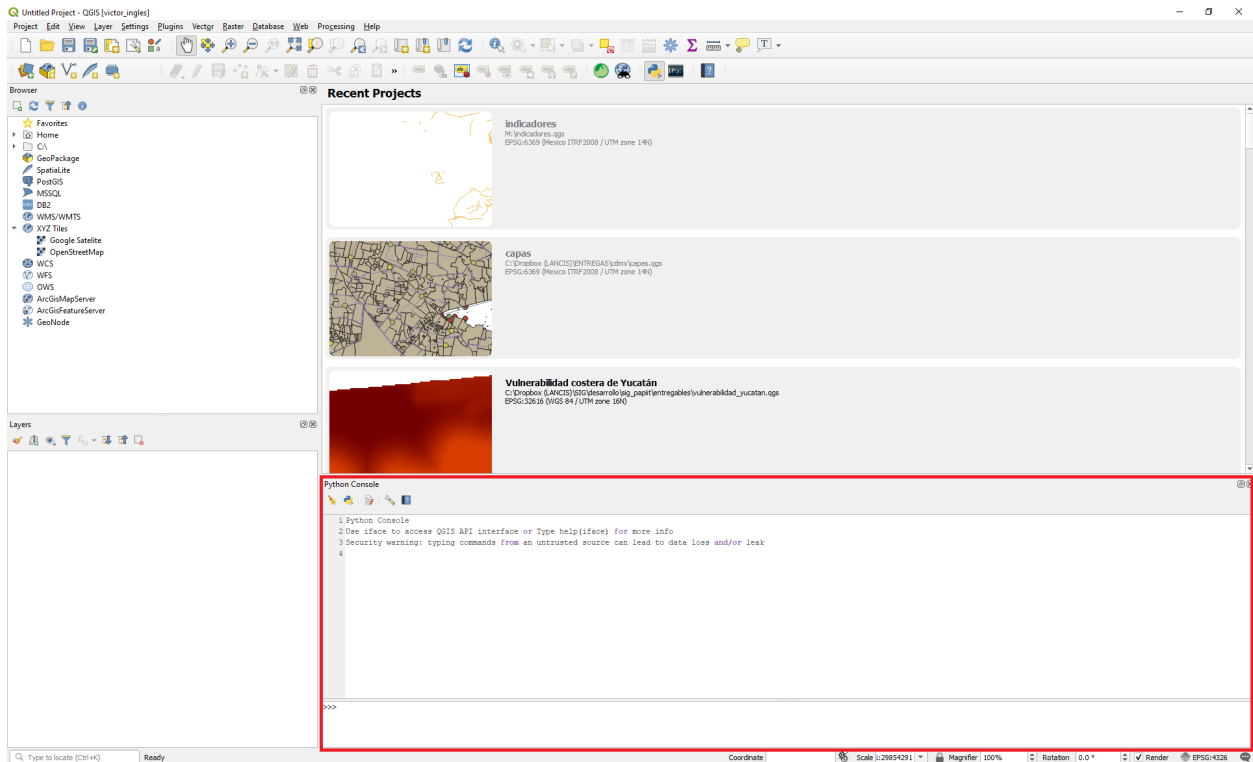 Untitled Project - QGIS [victor_ingles]
Project Edit View Layer Settings Plugins Vector Raster Database Web Processing Help
Browser
Favorites
Home
C:\
GeoPackage
SpatiaLite
PostGIS
MSSQL
DB2
WMS/WMTS
XYZ Tiles
Google Satelite
OpenStreetMap
WCS
WFS
OWS
ArcGisMapServer
ArcGisFeatureServer
GeoNode
Layers
Recent Projects
indicadores
M:\indicadores.qgs
EPSG:6369 (Mexico ITRF2008 / UTM zone 14N)
capas
C:\Dropbox (LANCIS)\ENTREGAS\cdmx\capas.qgs
EPSG:6369 (Mexico ITRF2008 / UTM zone 14N)
Vulnerabilidad costera de Yucatán
C:\Dropbox (LANCIS)\SIG\desarrollo\sig_papiit\entregables\vulnerabilidad_yucatan.qgs
EPSG:32616 (WGS 84 / UTM zone 16N)
Python Console
1 Python Console
2 Use iface to access QGIS API interface or Type help(iface) for more info
3 Security warning: typing commands from an untrusted source can lead to data loss and/or leak
4
>>>
Type to locate (Ctrl+K) Ready Coordinate Scale 1:29854291 Magnifier 100% Rotation 0.0 ° Render EPSG:4326